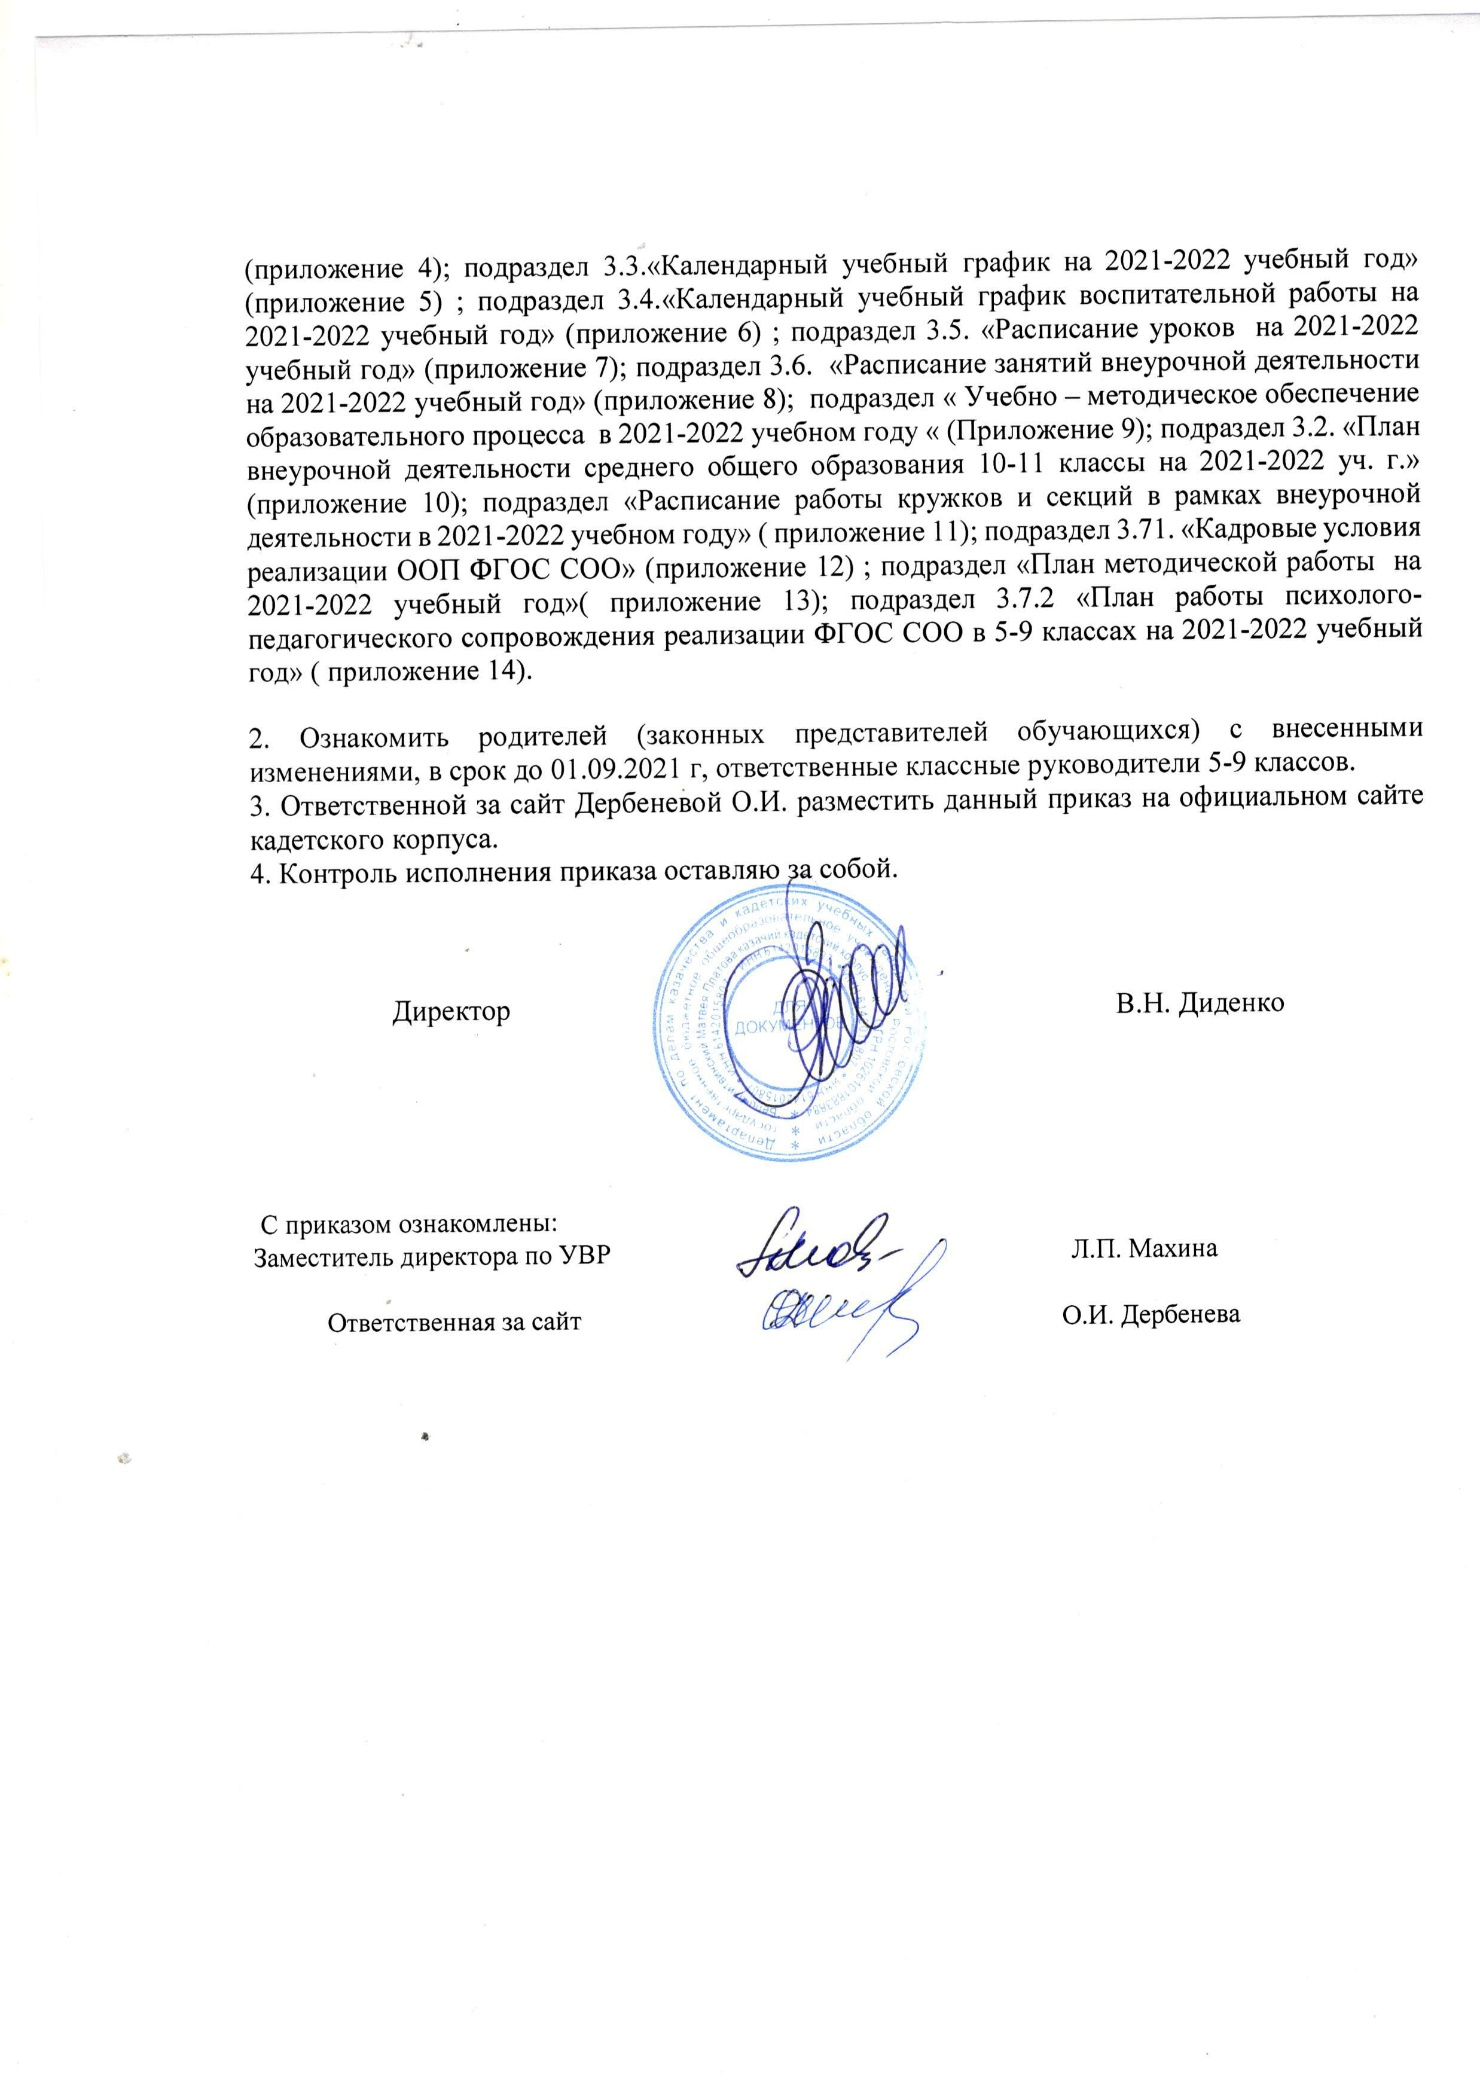 (приложение 4); подраздел 3.3.«Календарный учебный график на 2021-2022 учебный год»
(приложение 5) ; подраздел 3.4.«Календарный учебный график воспитательной работы на
2021-2022 учебный год» (приложение 6) ; подраздел 3.5. «Расписание уроков на 2021-2022
учебный год» (приложение 7); подраздел 3.6. «Расписание занятий внеурочной деятельности
на 2021-2022 учебный год» (приложение 8); подраздел « Учебно – методическое обеспечение
образовательного процесса в 2021-2022 учебном году « (Приложение 9); подраздел 3.2. «План
внеурочной деятельности среднего общего образования 10-11 классы на 2021-2022 уч. г.»
(приложение 10); подраздел «Расписание работы кружков и секций в рамках внеурочной
деятельности в 2021-2022 учебном году» ( приложение 11); подраздел 3.71. «Кадровые условия
реализации ООП ФГОС СОО» (приложение 12) ; подраздел «План методической работы на
2021-2022 учебный год»( приложение 13); подраздел 3.7.2 «План работы психолого-
педагогического сопровождения реализации ФГОС СОО в 5-9 классах на 2021-2022 учебный
год» ( приложение 14).
2. Ознакомить родителей (законных представителей обучающихся) с внесенными
изменениями, в срок до 01.09.2021 г, ответственные классные руководители 5-9 классов.
3. Ответственной за сайт Дербеневой О.И. разместить данный приказ на официальном сайте
кадетского корпуса.
4. Контроль исполнения приказа оставляю за собой.
Департамент по делам казачества и кадетских учебных
ДЛЯ
ДОКУМЕНТОВ
Директор В.Н. Диденко
С приказом ознакомлены:
Заместитель директора по УВР Л.П. Махина
Ответственная за сайт О.И. Дербенева